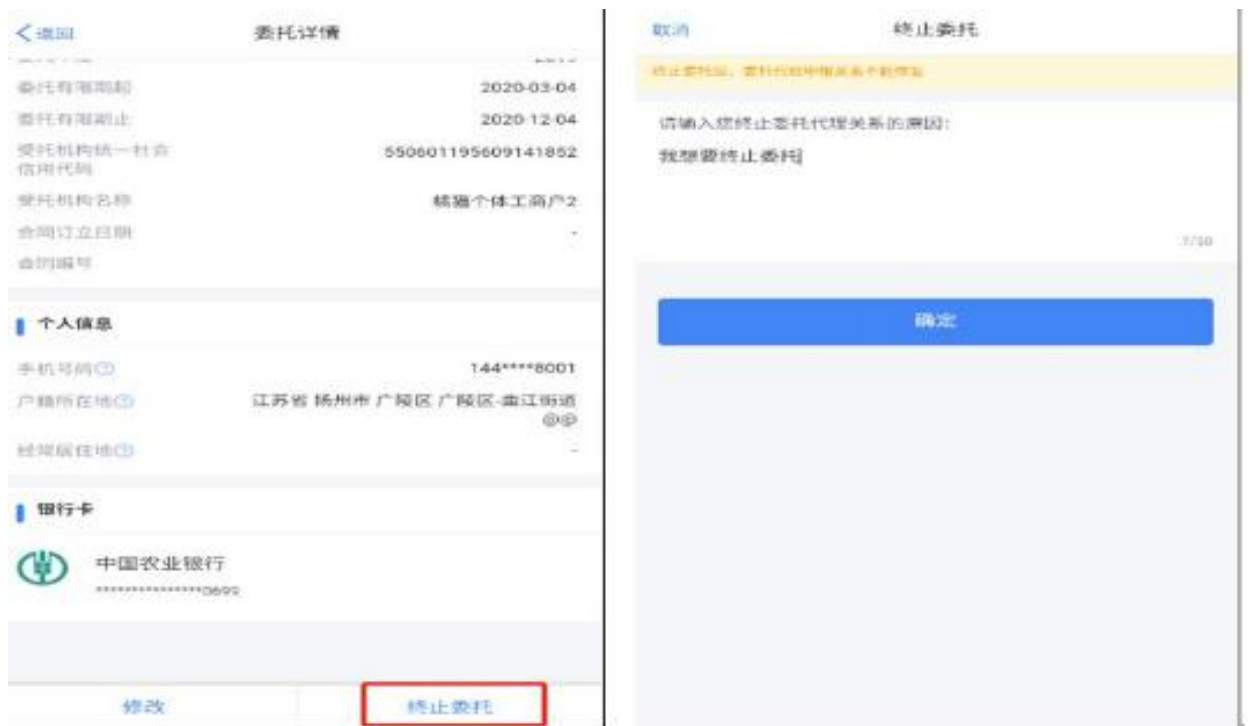 返回
委托详情
委托有限期起
2020-03-04
委托有限期止
2020-12-04
受托机构统一社会
信用代码
550601195609141852
受托机构名称
橘猫个体工商户2
合同订立日期
-
合同编号
个人信息
手机号码
144****8001
户籍所在地
江苏省 扬州市 广陵区 广陵区-曲江街道
@@
经常居住地
-
银行卡
中国农业银行
***************0699
修改
终止委托
取消
终止委托
请输入您终止委托代理关系的原因:
我想要终止委托
7/50
确定